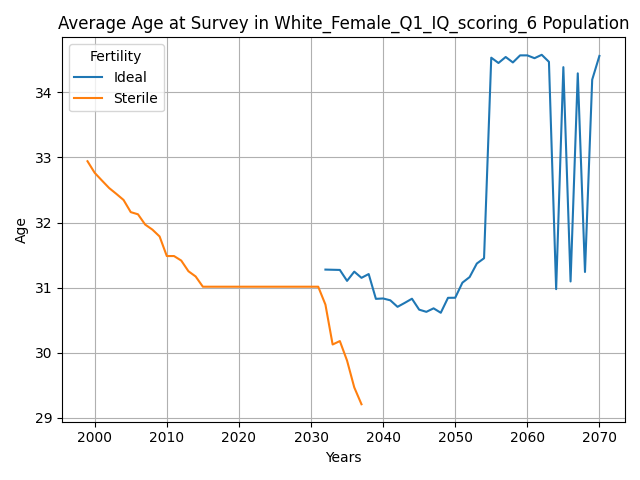 Average Age at Survey in White_Female_Q1_IQ_scoring_6 Population
Fertility
Ideal
Sterile
34
33
32
31
30
29
Age
2000 2010 2020 2030 2040 2050 2060 2070
Years